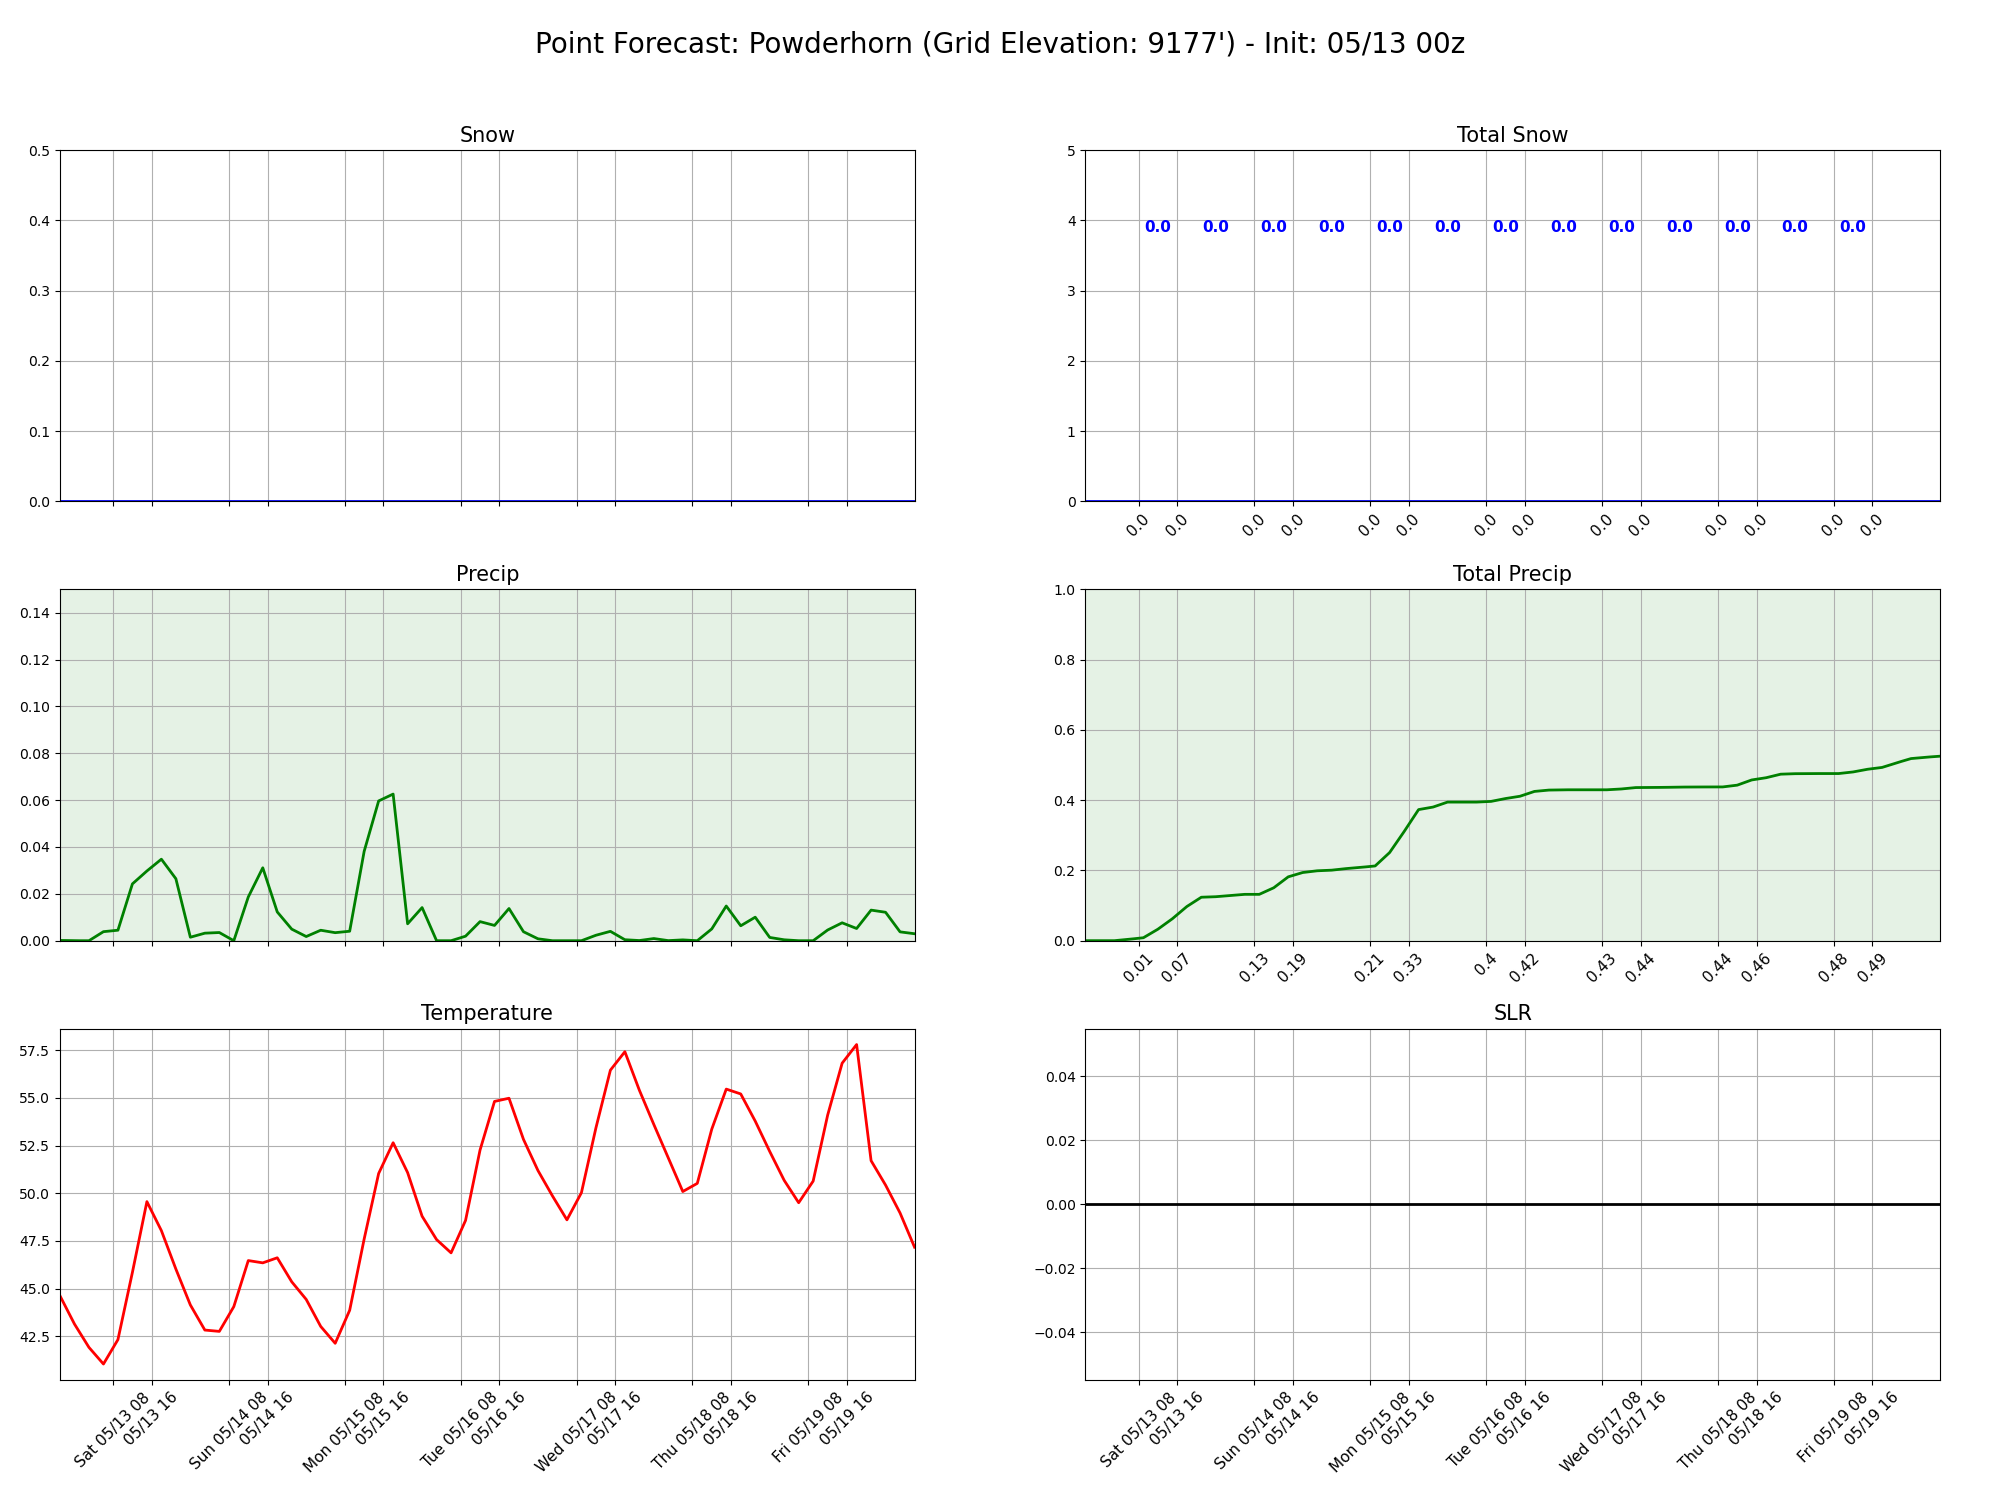 Point Forecast: Powderhorn (Grid Elevation: 9177') - Init: 05/13 00z
Snow
0.5
0.4
0.3
0.2
0.1
0.0
Total Snow
5
4
3
2
1
0
0.0 0.0 0.0 0.0 0.0 0.0 0.0 0.0 0.0 0.0 0.0 0.0 0.0
0.0 0.0 0.0 0.0 0.0 0.0 0.0 0.0 0.0 0.0 0.0 0.0 0.0 0.0
Precip
0.14
0.12
0.10
0.08
0.06
0.04
0.02
0.00
Total Precip
1.0
0.8
0.6
0.4
0.2
0.0
0.01 0.07 0.13 0.19 0.21 0.33 0.4 0.42 0.43 0.44 0.44 0.46 0.48 0.49
Temperature
57.5
55.0
52.5
50.0
47.5
45.0
42.5
Sat 05/13 08
05/13 16
Sun 05/14 08
05/14 16
Mon 05/15 08
05/15 16
Tue 05/16 08
05/16 16
Wed 05/17 08
05/17 16
Thu 05/18 08
05/18 16
Fri 05/19 08
05/19 16
SLR
0.04
0.02
0.00
−0.02
−0.04
Sat 05/13 08
05/13 16
Sun 05/14 08
05/14 16
Mon 05/15 08
05/15 16
Tue 05/16 08
05/16 16
Wed 05/17 08
05/17 16
Thu 05/18 08
05/18 16
Fri 05/19 08
05/19 16